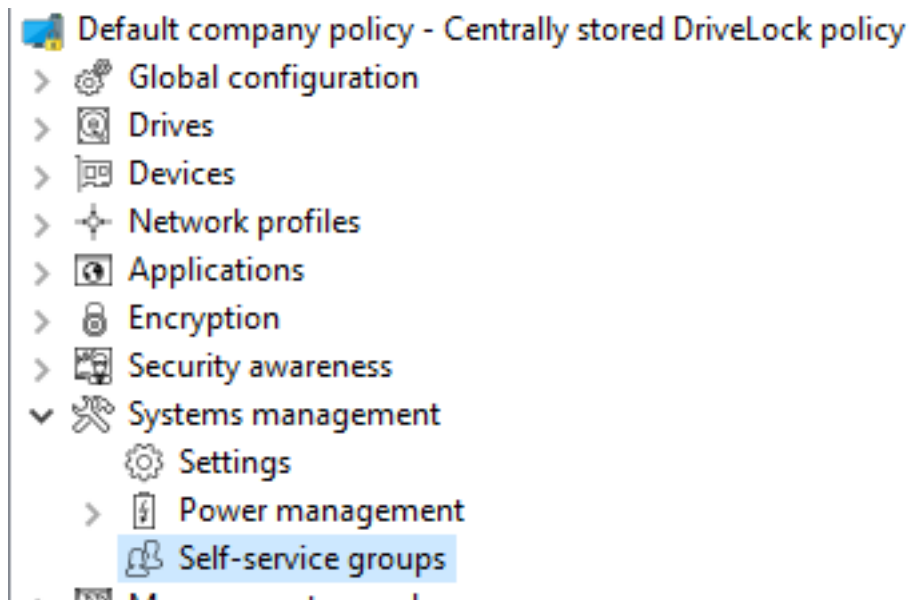 Default company policy - Centrally stored DriveLock policy
Global configuration
Drives
Devices
Network profiles
Applications
Encryption
Security awareness
Systems management
Settings
Power management
Self-service groups